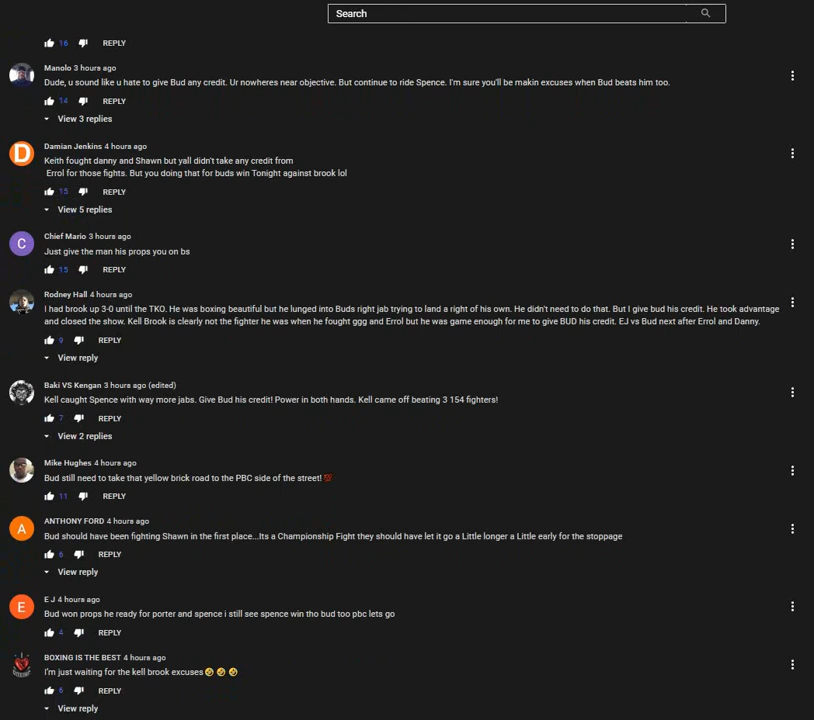 Search
16 REPLY
Manolo 3 hours ago
Dude, u sound like u hate to give Bud any credit. Ur nowheres near objective. But continue to ride Spence. I'm sure you'll be makin excuses when Bud beats him too.
14 REPLY
View 3 replies
D
Damian Jenkins 4 hours ago
Keith fought danny and Shawn but yall didn't take any credit from
Errol for those fights. But you doing that for buds win Tonight against brook lol
15 REPLY
View 5 replies
C
Chief Mario 3 hours ago
Just give the man his props you on bs
15 REPLY
Rodney Hall 4 hours ago
I had brook up 3-0 until the TKO. He was boxing beautiful but he lunged into Buds right jab trying to land a right of his own. He didn't need to do that. But I give bud his credit. He took advantage
and closed the show. Kell Brook is clearly not the fighter he was when he fought ggg and Errol but he was game enough for me to give BUD his credit. EJ vs Bud next after Errol and Danny.
9 REPLY
View reply
Baki VS Kengan 3 hours ago (edited)
Kell caught Spence with way more jabs. Give Bud his credit! Power in both hands. Kell came off beating 3 154 fighters!
7 REPLY
View 2 replies
Mike Hughes 4 hours ago
Bud still need to take that yellow brick road to the PBC side of the street! 💯
11 REPLY
A
ANTHONY FORD 4 hours ago
Bud should have been fighting Shawn in the first place...Its a Championship Fight they should have let it go a Little longer a Little early for the stoppage
6 REPLY
View reply
E
E J 4 hours ago
Bud won props he ready for porter and spence i still see spence win tho bud too pbc lets go
4 REPLY
BOXING IS THE BEST 4 hours ago
I'm just waiting for the kell brook excuses🤣 🤣 🤣
6 REPLY
View reply